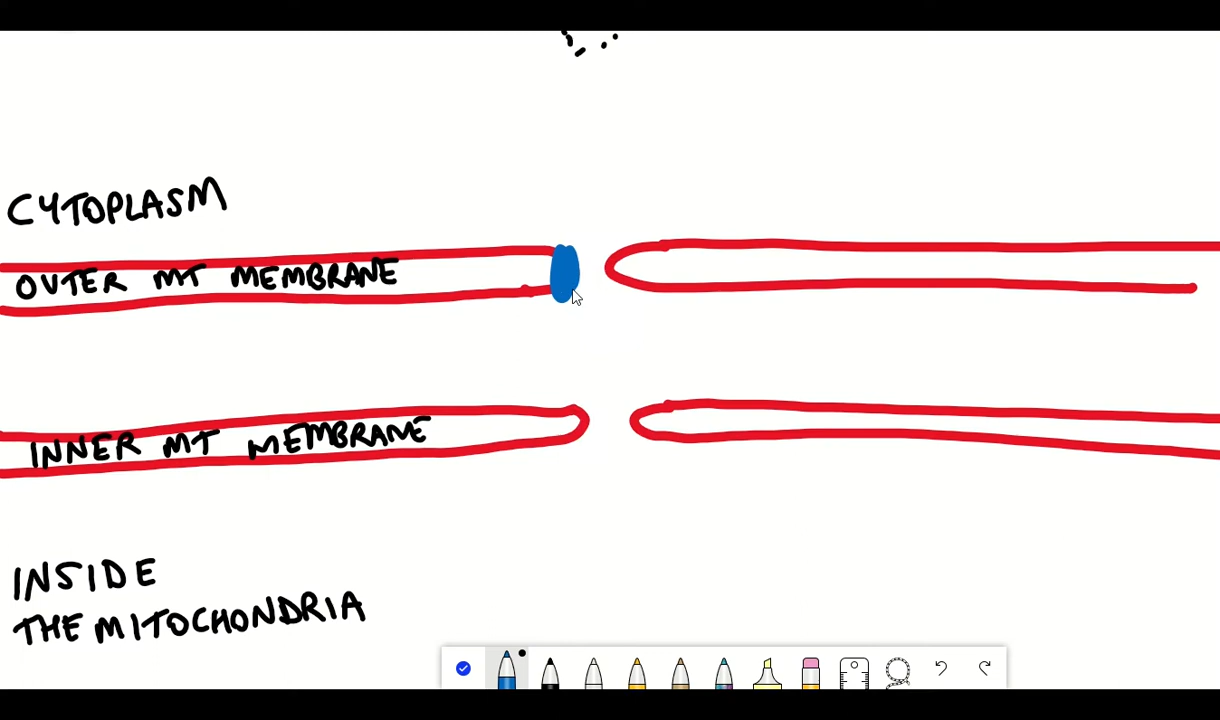 CYTOPLASM
OUTER MT MEMBRANE
INNER MT MEMBRANE
INSIDE
THE MITOCHONDRIA